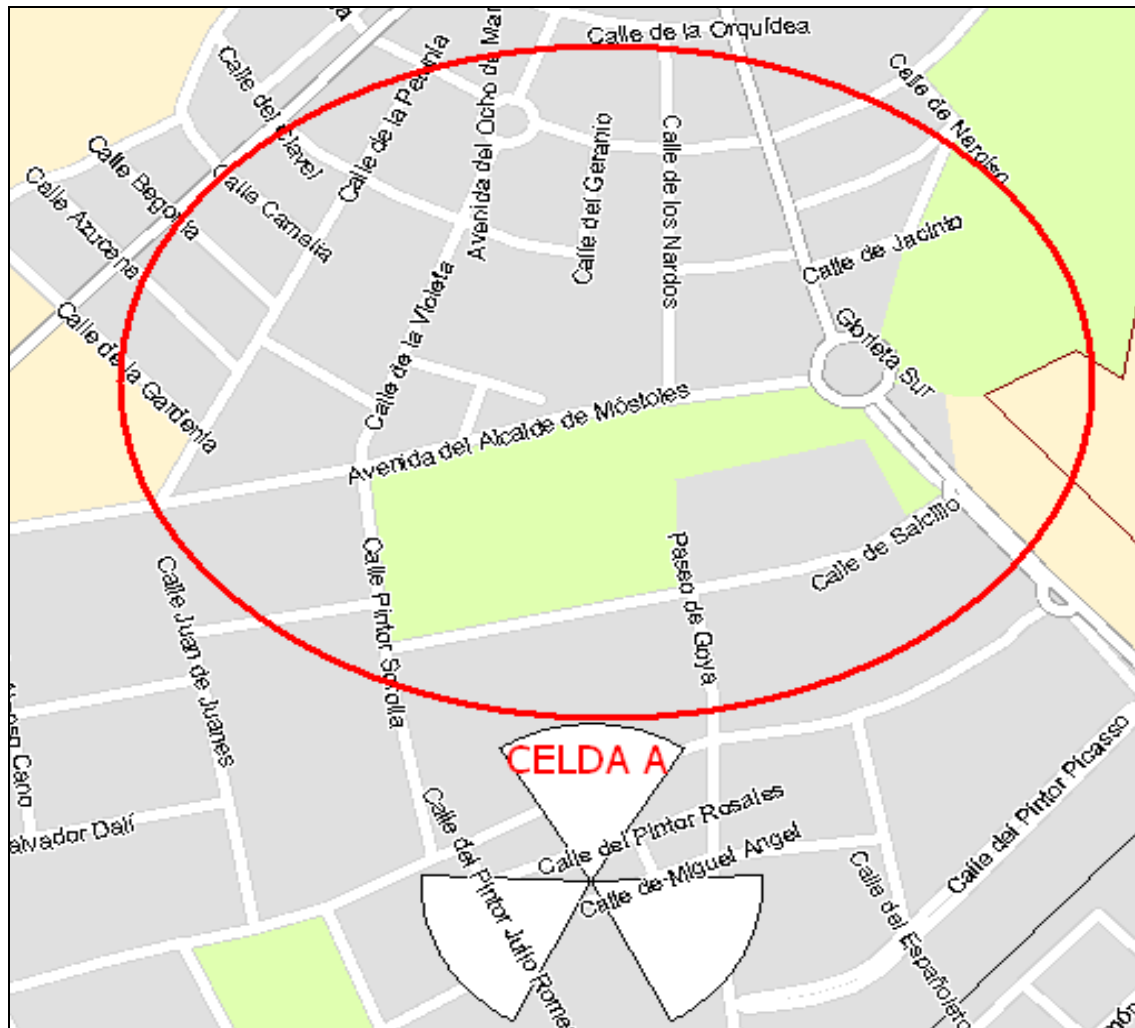 Calle de la Orquídea
Calle del Clavel
Calle de la Petunia
Avenida del Ocho de Mar
Calle de Narciso
Calle Begonia
Calle Camelia
Calle del Geranio
Calle de los Nardos
Calle Azucena
Calle de Jacinto
Calle de la Violeta
Calle de la Gardenia
Glorieta Sur
Avenida del Alcalde de Móstoles
Calle de Salcillo
Calle Juan de Juanes
Calle Pintor Sorolla
Paseo de Goya
Cano
CELDA A
Calle del Pintor Picasso
alvador Dalí
Calle del Pintor Rosales
Calle de Miguel Angel
Calle del Pintor Julio Rome
Calle del Españoleto